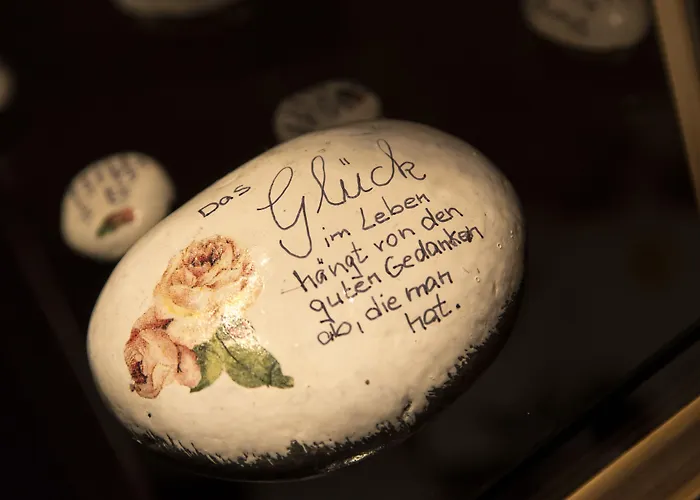 Das Glück
im Leben
hängt von den
guten Gedanken
ab, die man
hat.